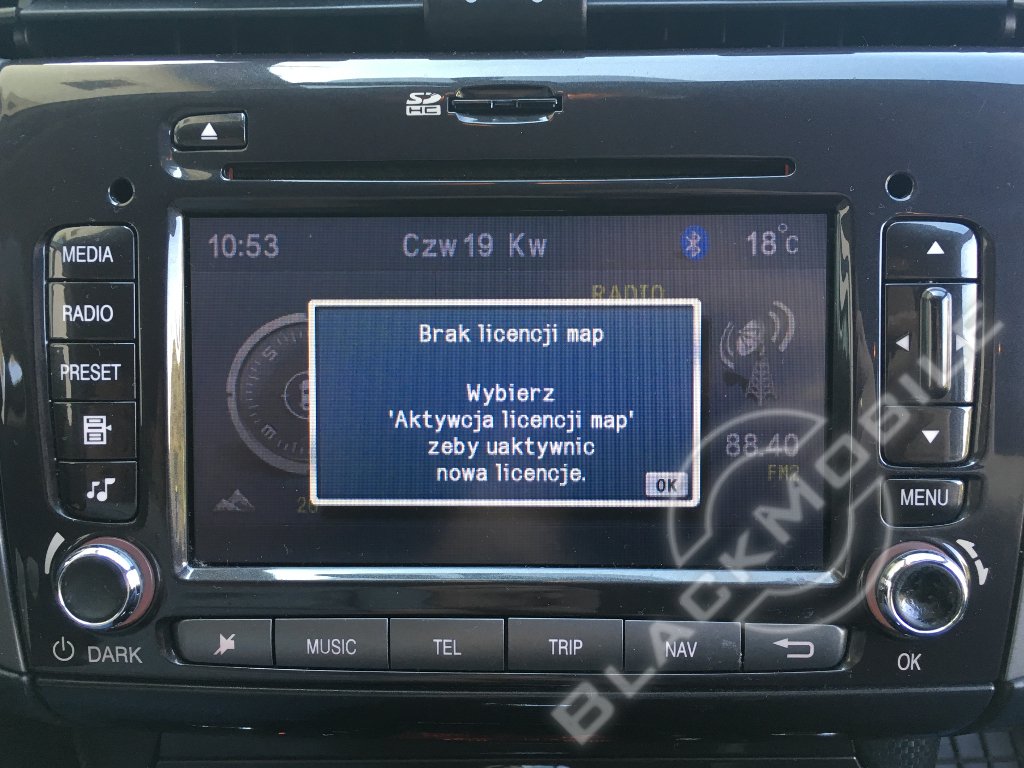 SD HC
MEDIA
RADIO
PRESET
10:53 Czw 19 Kw 18°C
RADIO
Brak licencji map
Wybierz
'Aktywcja licencji map'
zeby uaktywnic
nowa licencje.
OK
88.40
FM2
S
E
MENU
DARK
MUSIC
TEL
TRIP
NAV
OK
BLACKMOBILE